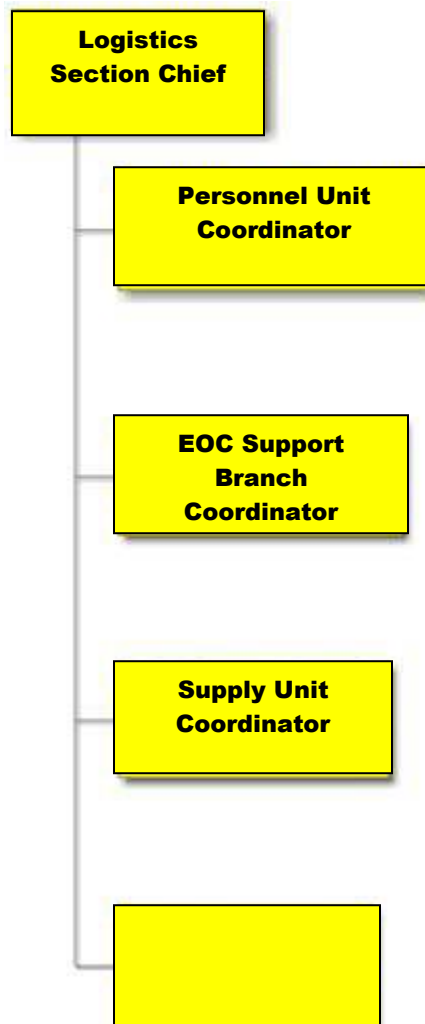 Logistics
Section Chief
Personnel Unit
Coordinator
EOC Support
Branch
Coordinator
Supply Unit
Coordinator